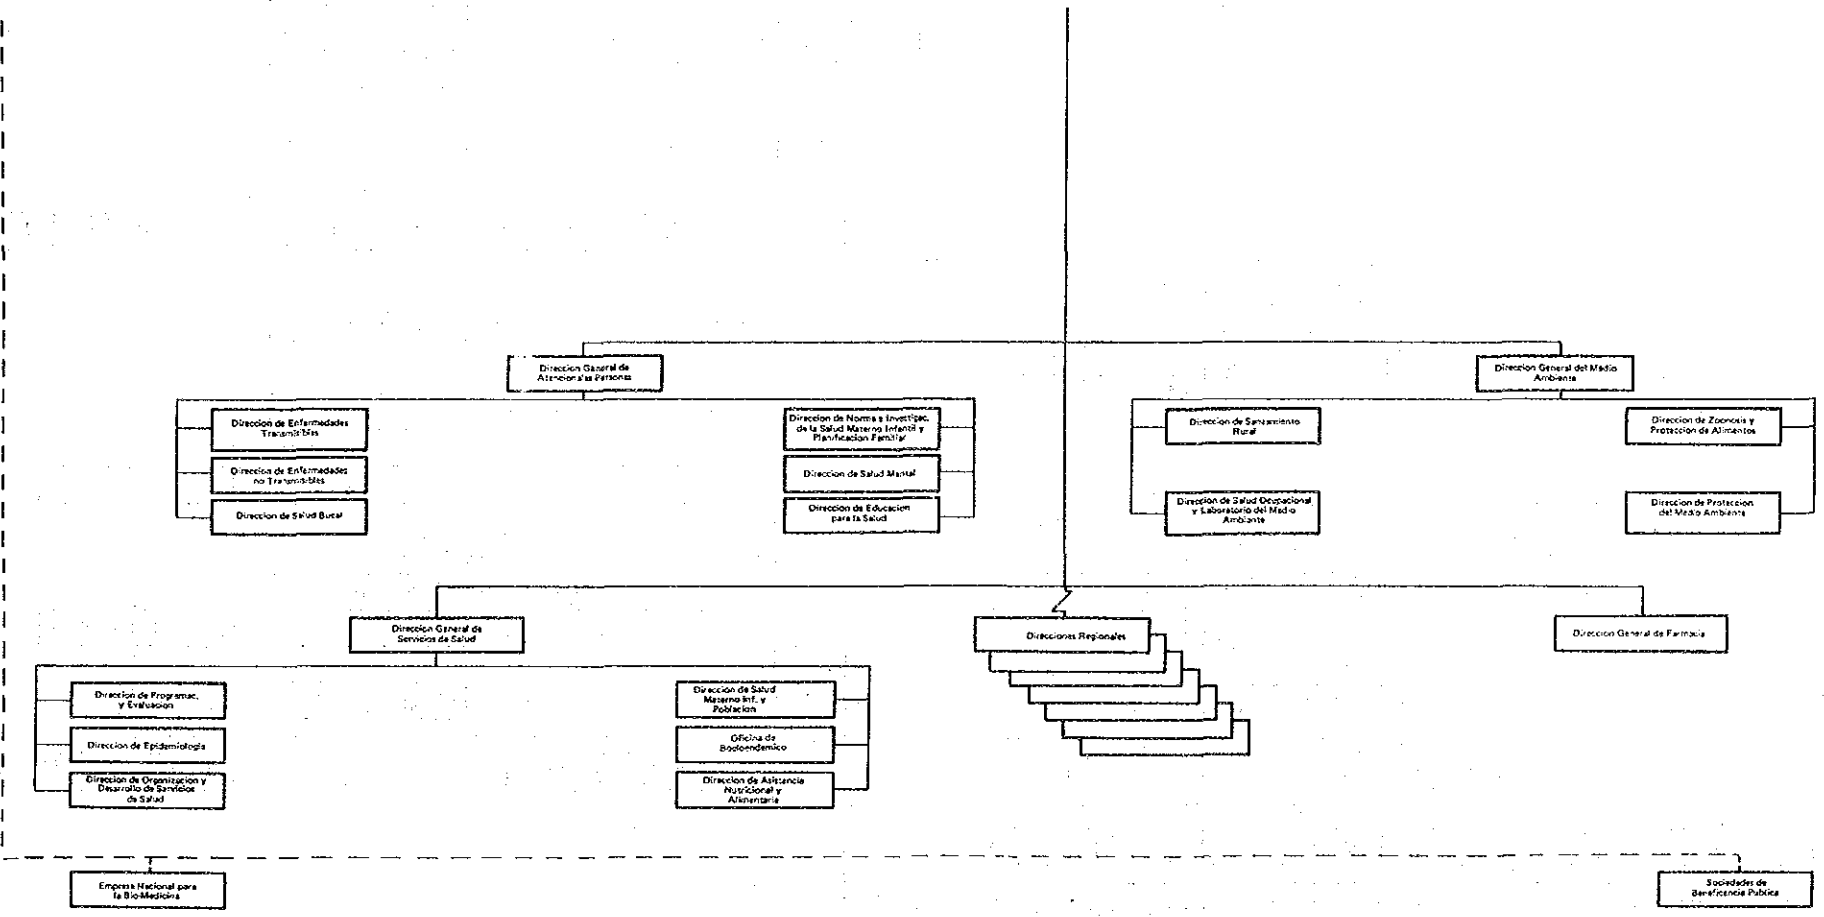 Direccion General de
Atencion a las Personas
Direccion General del Medio
Ambiente
Direccion de Enfermedades
Transmisibles
Direccion de Normas e Investigac.
de la Salud Materno Infantil y
Planificacion Familiar
Direccion de Saneamiento
Rural
Direccion de Zoonosis y
Proteccion de Alimentos
Direccion de Enfermedades
no Transmisibles
Direccion de Salud Mental
Direccion de Salud Bucal
Direccion de Educacion
para la Salud
Direccion de Salud Ocupacional
y Laboratorio del Medio
Ambiente
Direccion de Proteccion
del Medio Ambiente
Direccion General de
Servicios de Salud
Direcciones Regionales
Direccion General de Farmacia
Direccion de Programac.
y Evaluacion
Direccion de Salud
Materno Inf. y
Poblacion
Direccion de Epidemiologia
Oficina de
Bocioendemico
Direccion de Organizacion y
Desarrollo de Servicios
de Salud
Direccion de Asistencia
Nutricional y
Alimentaria
Empresa Nacional para
la Bio-Medicina
Sociedades de
Beneficencia Publica